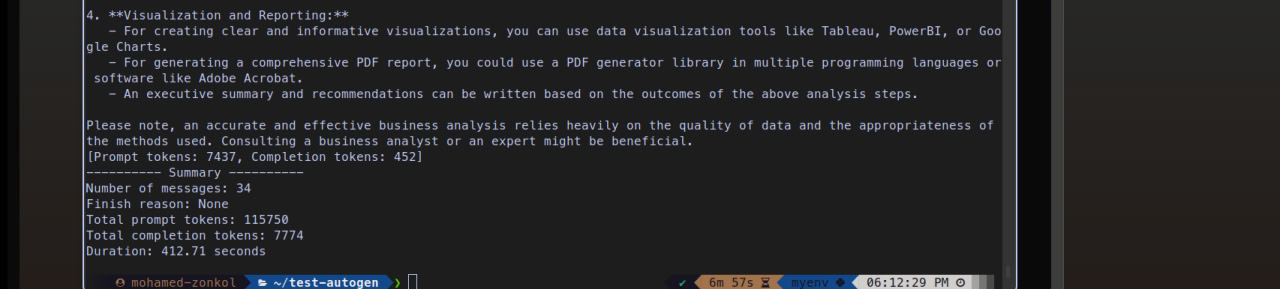 4. **Visualization and Reporting:**
– For creating clear and informative visualizations, you can use data visualization tools like Tableau, PowerBI, or Goo
gle Charts.
– For generating a comprehensive PDF report, you could use a PDF generator library in multiple programming languages or
software like Adobe Acrobat.
– An executive summary and recommendations can be written based on the outcomes of the above analysis steps.
Please note, an accurate and effective business analysis relies heavily on the quality of data and the appropriateness of
the methods used. Consulting a business analyst or an expert might be beneficial.
[Prompt tokens: 7437, Completion tokens: 452]
---------- Summary ----------
Number of messages: 34
Finish reason: None
Total prompt tokens: 115750
Total completion tokens: 7774
Duration: 412.71 seconds
mohamed-zonkol ~/test-autogen ❯ ✔ 6m 57s myenv 06:12:29 PM